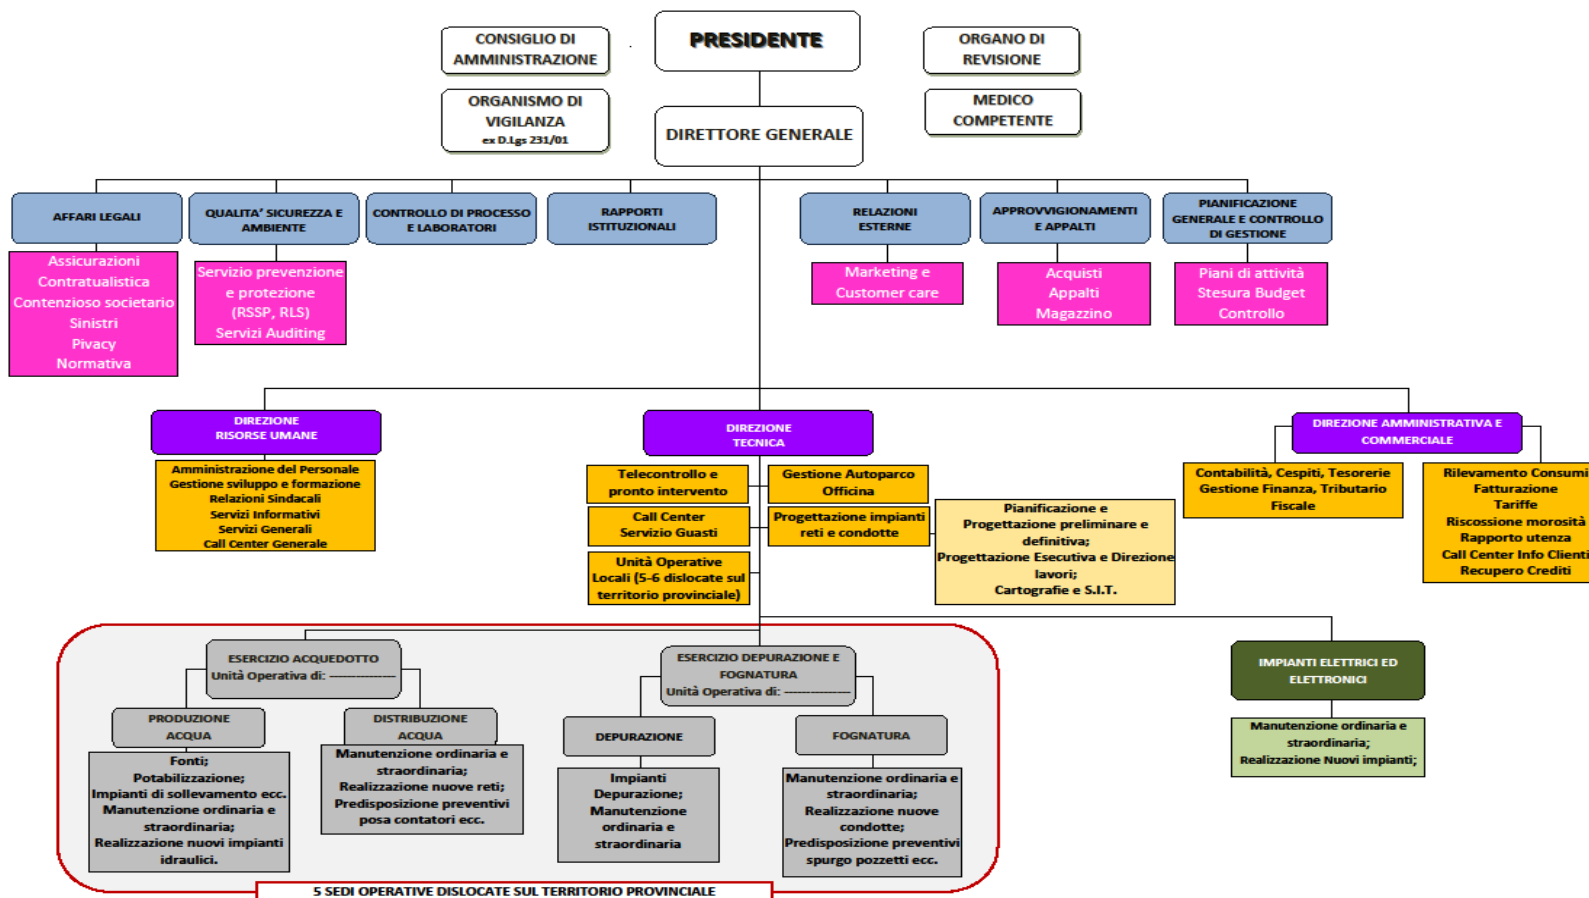 CONSIGLIO DI
AMMINISTRAZIONE
PRESIDENTE
ORGANO DI
REVISIONE
ORGANISMO DI
VIGILANZA
ex D.Lgs 231/01
DIRETTORE GENERALE
MEDICO
COMPETENTE
AFFARI LEGALI
QUALITA' SICUREZZA E
AMBIENTE
CONTROLLO DI PROCESSO
E LABORATORI
RAPPORTI
ISTITUZIONALI
RELAZIONI
ESTERNE
APPROVVIGIONAMENTI
E APPALTI
PIANIFICAZIONE
GENERALE E CONTROLLO
DI GESTIONE
Assicurazioni
Contratualistica
Contenzioso societario
Sinistri
Pivacy
Normativa
Servizio prevenzione
e protezione
(RSSP, RLS)
Servizi Auditing
Marketing e
Customer care
Acquisti
Appalti
Magazzino
Piani di attività
Stesura Budget
Controllo
DIREZIONE
RISORSE UMANE
DIREZIONE
TECNICA
DIREZIONE AMMINISTRATIVA E
COMMERCIALE
Amministrazione del Personale
Gestione sviluppo e formazione
Relazioni Sindacali
Servizi Informativi
Servizi Generali
Call Center Generale
Telecontrollo e
pronto intervento
Gestione Autoparco
Officina
Call Center
Servizio Guasti
Progettazione impianti
reti e condotte
Unità Operative
Locali (5-6 dislocate sul
territorio provinciale)
Pianificazione e
Progettazione preliminare e
definitiva;
Progettazione Esecutiva e Direzione
lavori;
Cartografie e S.I.T.
Contabilità, Cespiti, Tesorerie
Gestione Finanza, Tributario
Fiscale
Rilevamento Consumi
Fatturazione
Tariffe
Riscossione morosità
Rapporto utenza
Call Center Info Clienti
Recupero Crediti
ESERCIZIO ACQUEDOTTO
Unità Operativa di: ----------------
ESERCIZIO DEPURAZIONE E
FOGNATURA
Unità Operativa di: ----------------
IMPIANTI ELETTRICI ED
ELETTRONICI
PRODUZIONE
ACQUA
DISTRIBUZIONE
ACQUA
DEPURAZIONE
FOGNATURA
Manutenzione ordinaria e
straordinaria;
Realizzazione Nuovi impianti;
Fonti;
Potabilizzazione;
Impianti di sollevamento ecc.
Manutenzione ordinaria e
straordinaria;
Realizzazione nuovi impianti
idraulici.
Manutenzione ordinaria e
straordinaria;
Realizzazione nuove reti;
Predisposizione preventivi
posa contatori ecc.
Impianti
Depurazione;
Manutenzione
ordinaria e
straordinaria
Manutenzione ordinaria e
straordinaria;
Realizzazione nuove
condotte;
Predisposizione preventivi
spurgo pozzetti ecc.
5 SEDI OPERATIVE DISLOCATE SUL TERRITORIO PROVINCIALE